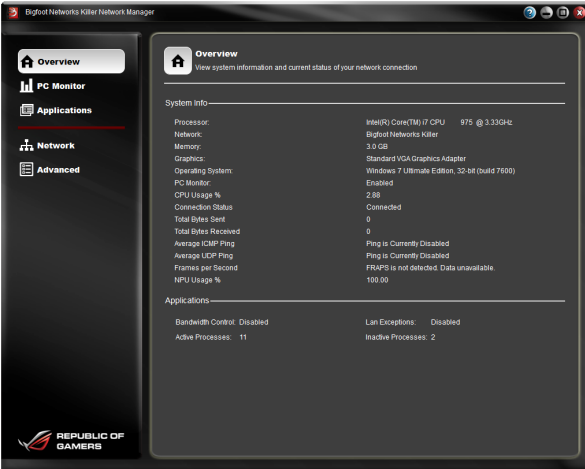 Bigfoot Networks Killer Network Manager
Overview
PC Monitor
Applications
Network
Advanced
REPUBLIC OF
GAMERS
Overview
View system information and current status of your network connection
System Info
Processor: Intel(R) Core(TM) i7 CPU 975 @ 3.33GHz
Network: Bigfoot Networks Killer
Memory: 3.0 GB
Graphics: Standard VGA Graphics Adapter
Operating System: Windows 7 Ultimate Edition, 32-bit (build 7600)
PC Monitor: Enabled
CPU Usage % 2.88
Connection Status Connected
Total Bytes Sent 0
Total Bytes Received 0
Average ICMP Ping Ping is Currently Disabled
Average UDP Ping Ping is Currently Disabled
Frames per Second FRAPS is not detected. Data unavailable.
NPU Usage % 100.00
Applications
Bandwidth Control: Disabled Lan Exceptions: Disabled
Active Processes: 11 Inactive Processes: 2